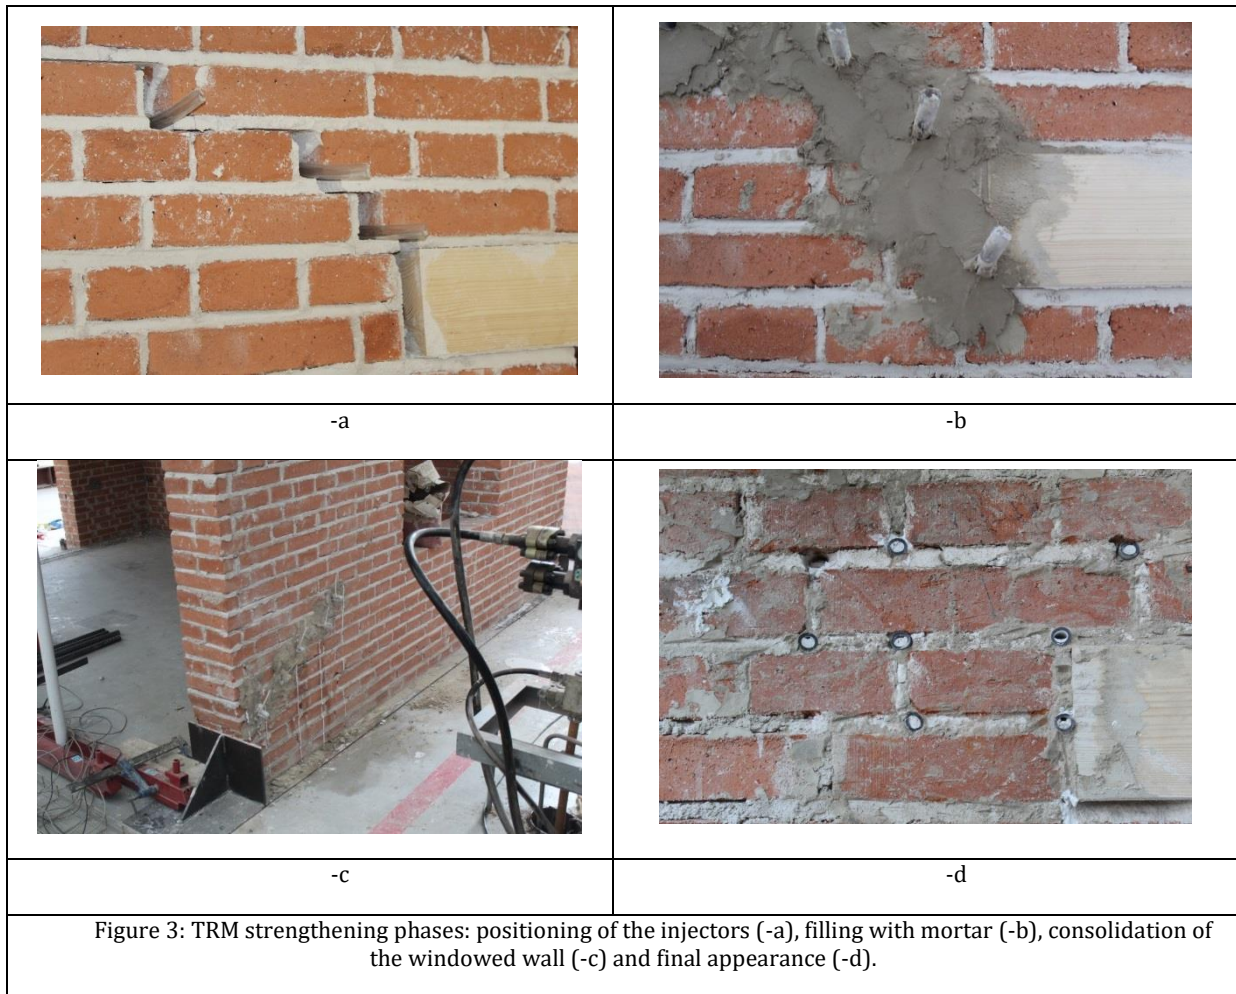 -a
-b
-c
-d
Figure 3: TRM strengthening phases: positioning of the injectors (-a), filling with mortar (-b), consolidation of
the windowed wall (-c) and final appearance (-d).